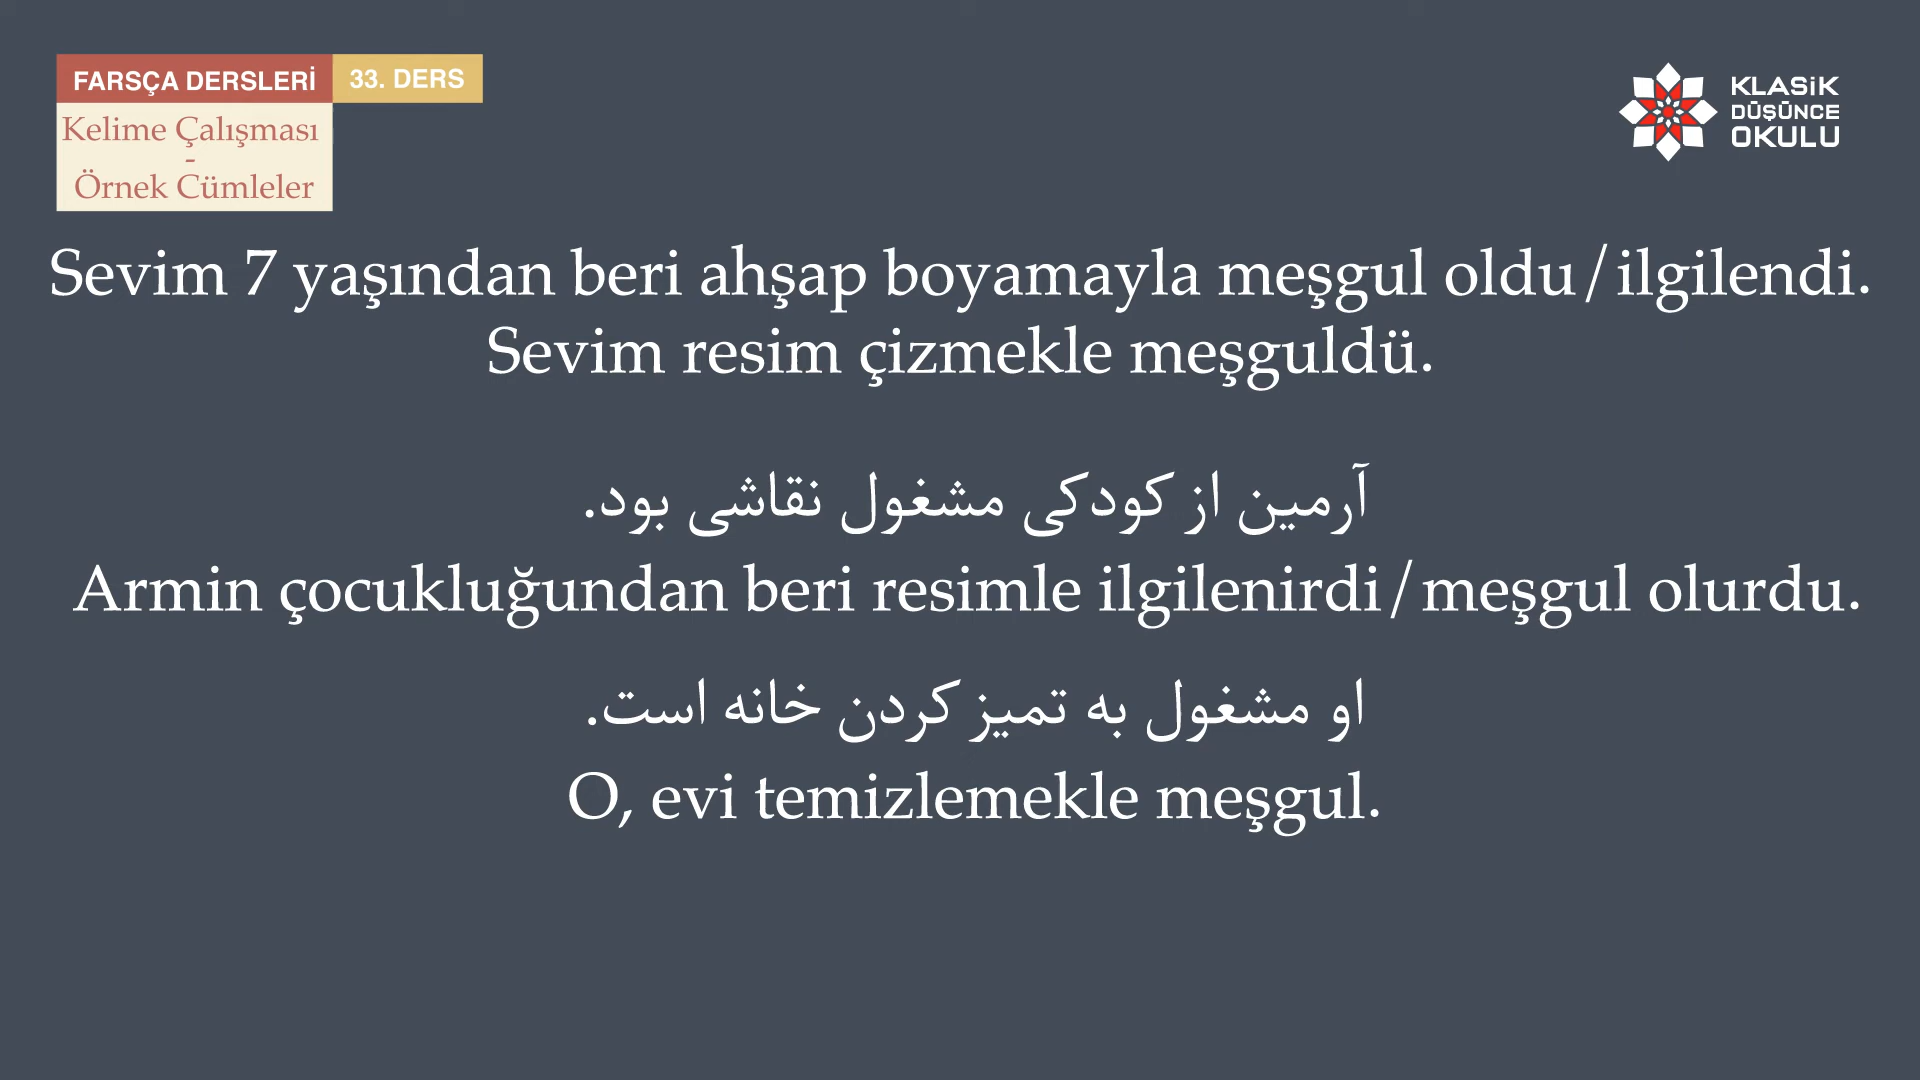 FARSÇA DERSLERİ 33. DERS
Kelime Çalışması
-
Örnek Cümleler
KLASİK
DÜŞÜNCE
OKULU
Sevim 7 yaşından beri ahşap boyamayla meşgul oldu/ilgilendi.
Sevim resim çizmekle meşguldü.
آرمین از کودکی مشغول نقاشی بود.
Armin çocukluğundan beri resimle ilgilenirdi/meşgul olurdu.
او مشغول به تمیز کردن خانه است.
O, evi temizlemekle meşgul.